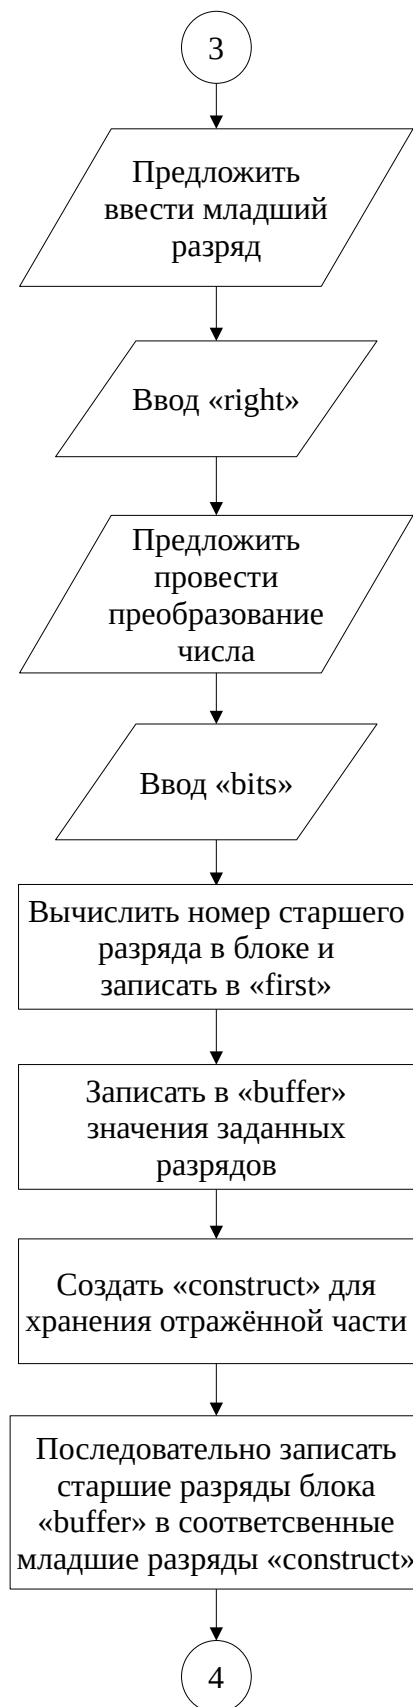 3
Предложить
ввести младший
разряд
Ввод «right»
Предложить
провести
преобразование
числа
Ввод «bits»
Вычислить номер старшего
разряда в блоке и
записать в «first»
Записать в «buffer»
значения заданных
разрядов
Создать «construct» для
хранения отражённой части
Последовательно записать
старшие разряды блока
«buffer» в соответсвенные
младшие разряды «construct»
4